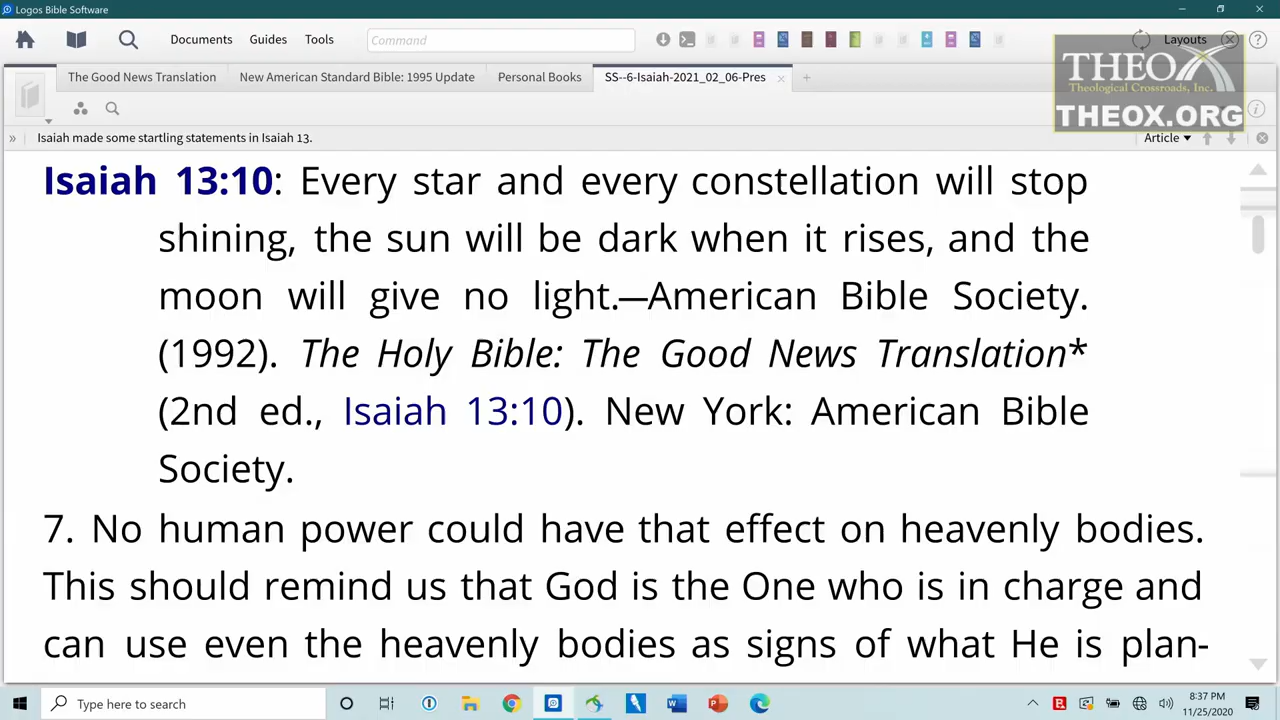 Logos Bible Software
Documents Guides Tools Command Layouts
THEOX
Theological Crossroads, Inc.
THEOX.ORG
The Good News Translation New American Standard Bible: 1995 Update Personal Books SS--6-Isaiah-2021_02_06-Pres
Isaiah made some startling statements in Isaiah 13. Article
Isaiah 13:10: Every star and every constellation will stop
shining, the sun will be dark when it rises, and the
moon will give no light.—American Bible Society.
(1992). The Holy Bible: The Good News Translation*
(2nd ed., Isaiah 13:10). New York: American Bible
Society.
7. No human power could have that effect on heavenly bodies.
This should remind us that God is the One who is in charge and
can use even the heavenly bodies as signs of what He is plan-
Type here to search
8:37 PM
11/25/2020